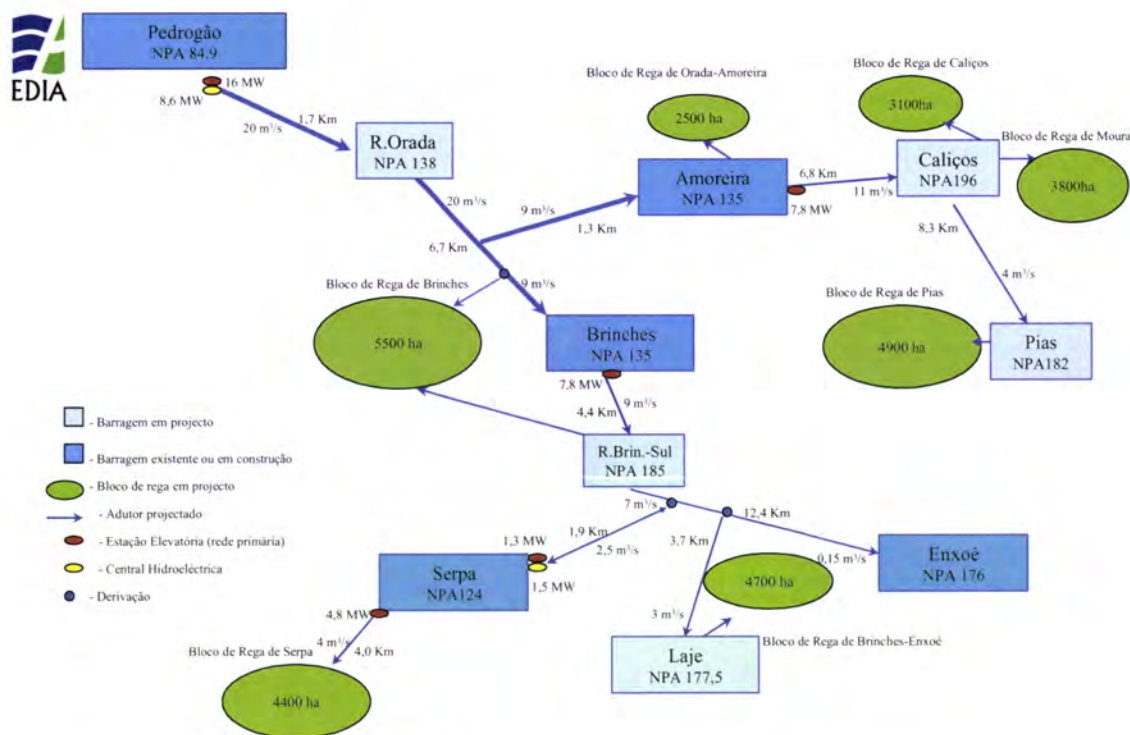 EDIA
Pedrogão
NPA 84.9
16 MW
8,6 MW
1,7 Km
20 m³/s
R.Orada
NPA 138
20 m³/s
6,7 Km
9 m³/s
1,3 Km
Bloco de Rega de Orada-Amoreira
2500 ha
Amoreira
NPA 135
7,8 MW
6,8 Km
11 m³/s
Bloco de Rega de Caliços
3100ha
Caliços
NPA196
Bloco de Rega de Moura
3800ha
8,3 Km
4 m³/s
Bloco de Rega de Pias
4900 ha
Pias
NPA182
Bloco de Rega de Brinches
5500 ha
9 m³/s
Brinches
NPA 135
7,8 MW
9 m³/s
4,4 Km
R.Brin.-Sul
NPA 185
7 m³/s
12,4 Km
1,9 Km
2,5 m³/s
3,7 Km
0,15 m³/s
Enxoé
NPA 176
1,3 MW
1,5 MW
Serpa
NPA124
4,8 MW
4 m³/s
4,0 Km
Bloco de Rega de Serpa
4400 ha
4700 ha
3 m³/s
Bloco de Rega de Brinches-Enxoé
Laje
NPA 177,5
- Barragem em projecto
- Barragem existente ou em construção
- Bloco de rega em projecto
- Adutor projectado
- Estação Elevatória (rede primária)
- Central Hidroeléctrica
- Derivação